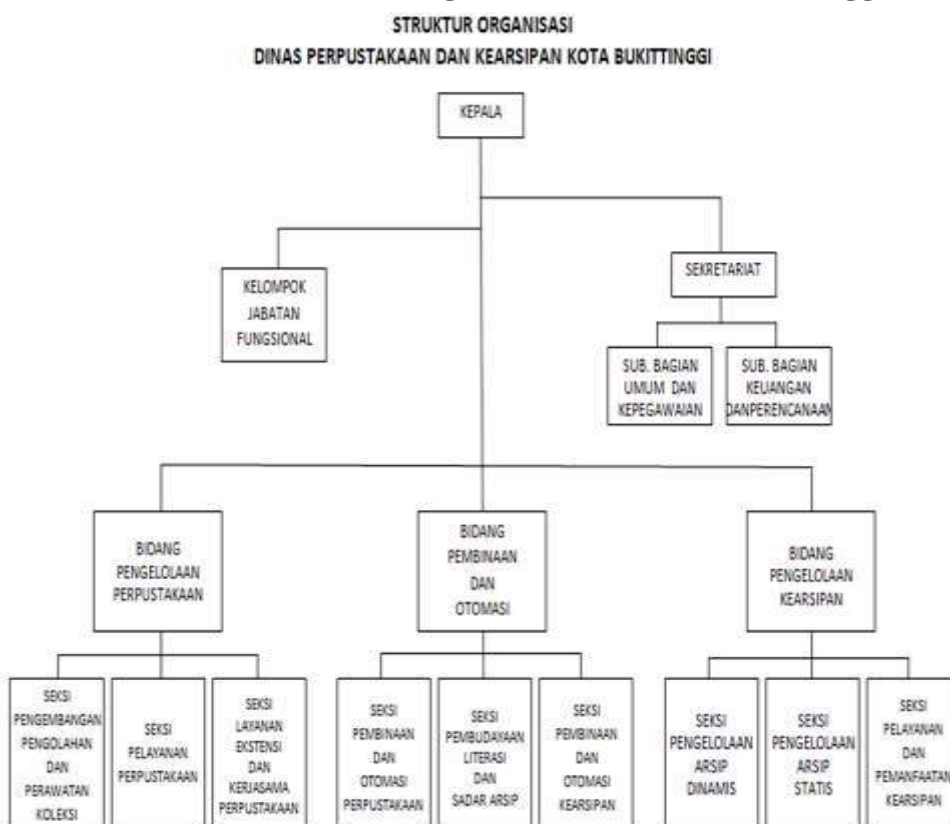 STRUKTUR ORGANISASI
DINAS PERPUSTAKAAN DAN KEARSIPAN KOTA BUKITTINGGI
KEPALA
KELOMPOK
JABATAN
FUNGSIONAL
SEKRETARIAT
SUB. BAGIAN
UMUM DAN
KEPEGAWAIAN
SUB. BAGIAN
KEUANGAN
DANPERENCANAAN
BIDANG
PENGELOLAAN
PERPUSTAKAAN
BIDANG
PEMBINAAN
DAN
OTOMASI
BIDANG
PENGELOLAAN
KEARSIPAN
SEKSI
PENGEMBANGAN
PENGOLAHAN
DAN
PERAWATAN
KOLEKSI
SEKSI
PELAYANAN
PERPUSTAKAAN
SEKSI
LAYANAN
EKSTENSI
DAN
KERJASAMA
PERPUSTAKAAN
SEKSI
PEMBINAAN
DAN
OTOMASI
PERPUSTAKAAN
SEKSI
PEMBUDAYAAN
LITERASI
DAN
SADAR ARSIP
SEKSI
PEMBINAAN
DAN
OTOMASI
KEARSIPAN
SEKSI
PENGELOLAAN
ARSIP
DINAMIS
SEKSI
PENGELOLAAN
ARSIP
STATIS
SEKSI
PELAYANAN
DAN
PEMANFAATAN
KEARSIPAN